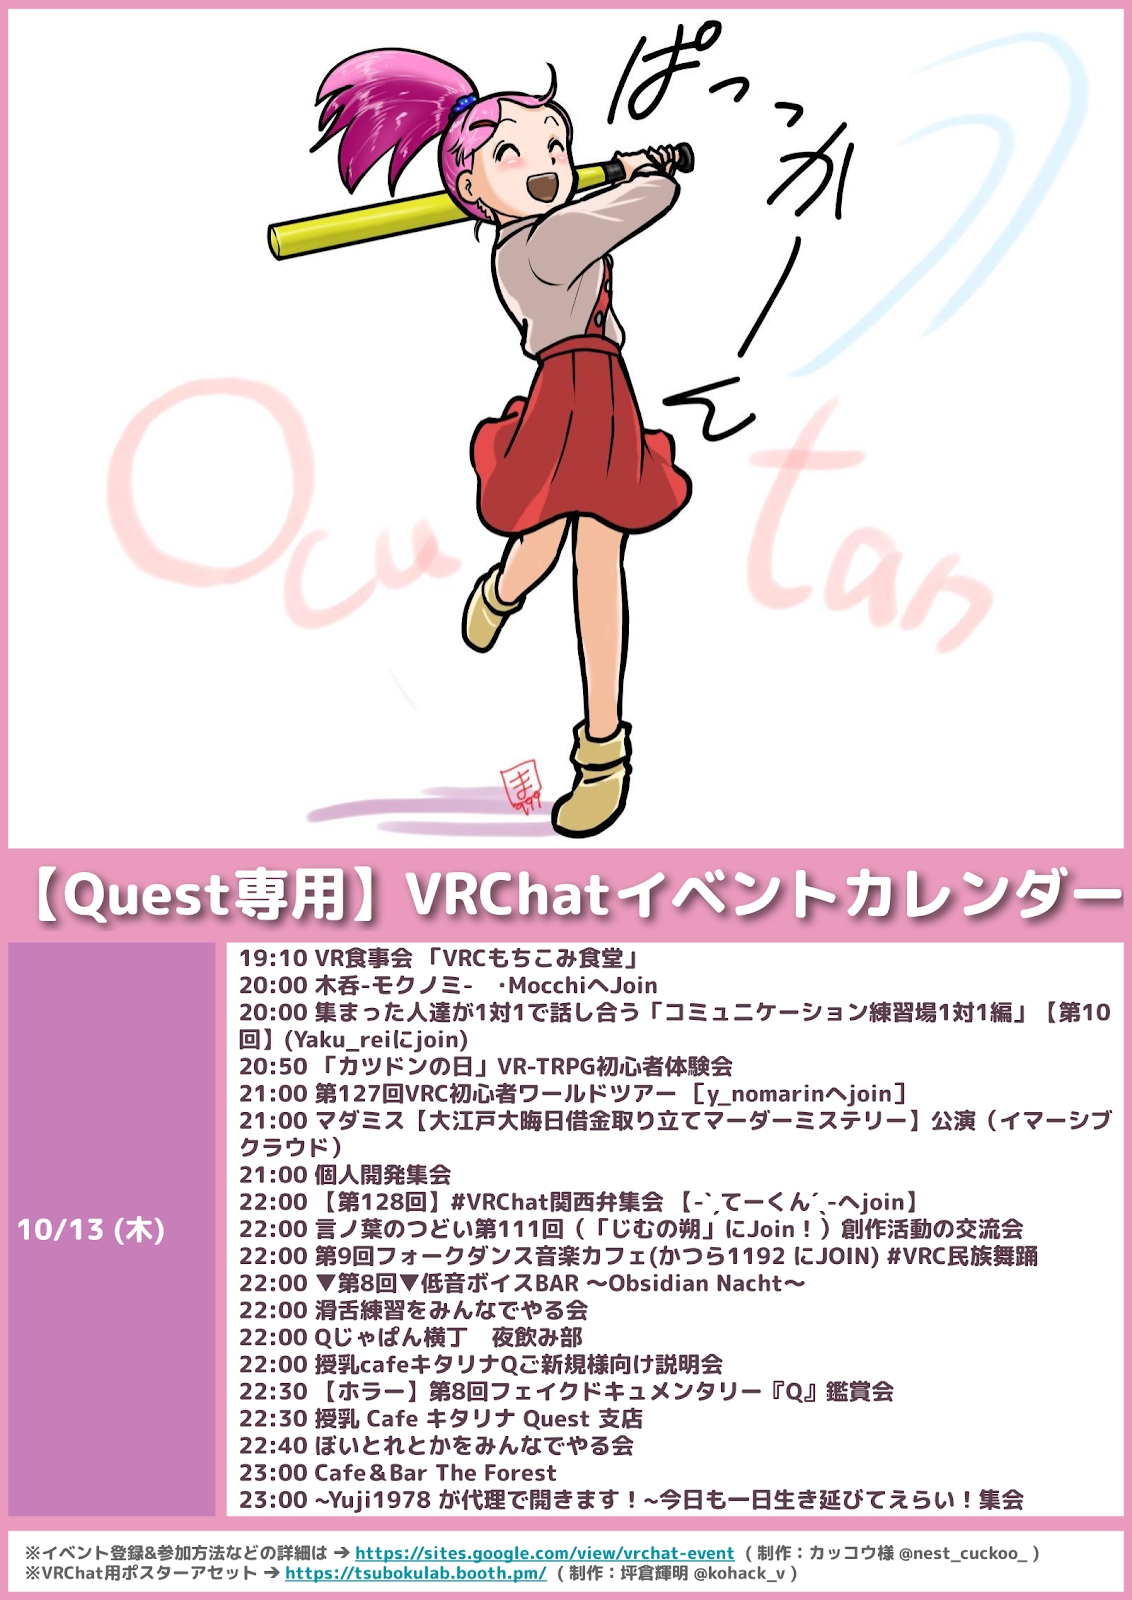 ぱっっかーん
Ocu tan
ま
999
【Quest専用】VRChatイベントカレンダー
10/13 (木)
19:10 VR食事会 「VRCもちこみ食堂」
20:00 木呑-モクノミ-　·MocchiへJoin
20:00 集まった人達が1対1で話し合う「コミュニケーション練習場1対1編」【第10
回】(Yaku_reiにjoin)
20:50 「カツドンの日」VR-TRPG初心者体験会
21:00 第127回VRC初心者ワールドツアー ［y_nomarinへjoin］
21:00 マダミス【大江戸大晦日借金取り立てマーダーミステリー】公演（イマーシブ
クラウド）
21:00 個人開発集会
22:00 【第128回】#VRChat関西弁集会 【-ˋˏてーくんˊˎ-へjoin】
22:00 言ノ葉のつどい第111回（「じむの朔」にJoin！）創作活動の交流会
22:00 第9回フォークダンス音楽カフェ(かつら1192 にJOIN) #VRC民族舞踊
22:00 ▼第8回▼低音ボイスBAR 〜Obsidian Nacht〜
22:00 滑舌練習をみんなでやる会
22:00 Qじゃぱん横丁　夜飲み部
22:00 授乳cafeキタリナQご新規様向け説明会
22:30 【ホラー】第8回フェイクドキュメンタリー『Q』鑑賞会
22:30 授乳 Cafe キタリナ Quest 支店
22:40 ぼいとれとかをみんなでやる会
23:00 Cafe＆Bar The Forest
23:00 ~Yuji1978 が代理で開きます！~今日も一日生き延びてえらい！集会
※イベント登録&参加方法などの詳細は ➔ https://sites.google.com/view/vrchat-event （ 制作：カッコウ様 @nest_cuckoo_ ）
※VRChat用ポスターアセット ➔ https://tsubokulab.booth.pm/ （ 制作：坪倉輝明 @kohack_v ）